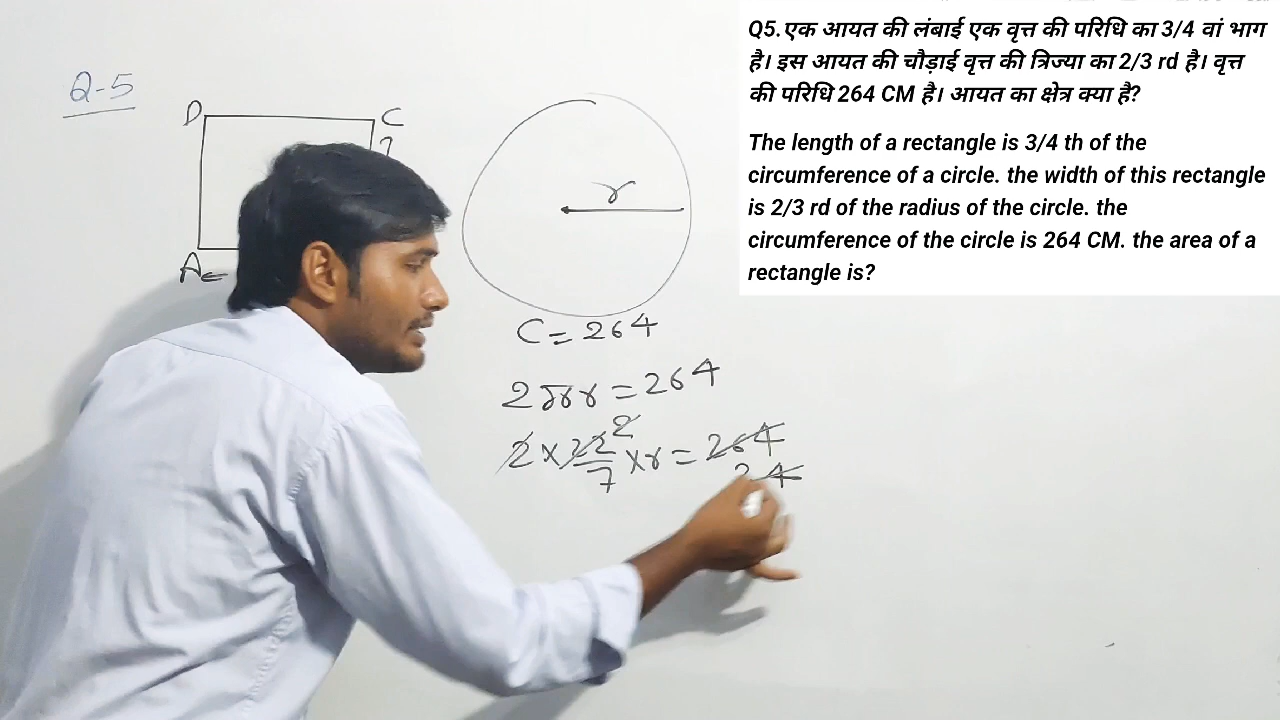 Q5. एक आयत की लंबाई एक वृत्त की परिधि का 3/4 वां भाग
है। इस आयत की चौड़ाई वृत्त की त्रिज्या का 2/3 rd है। वृत्त
की परिधि 264 CM है। आयत का क्षेत्र क्या है?
The length of a rectangle is 3/4 th of the
circumference of a circle. the width of this rectangle
is 2/3 rd of the radius of the circle. the
circumference of the circle is 264 CM. the area of a
rectangle is?
Q-5
D C
A
r
C = 264
2πr = 264
2 × 22/7 × r = 264
2
24